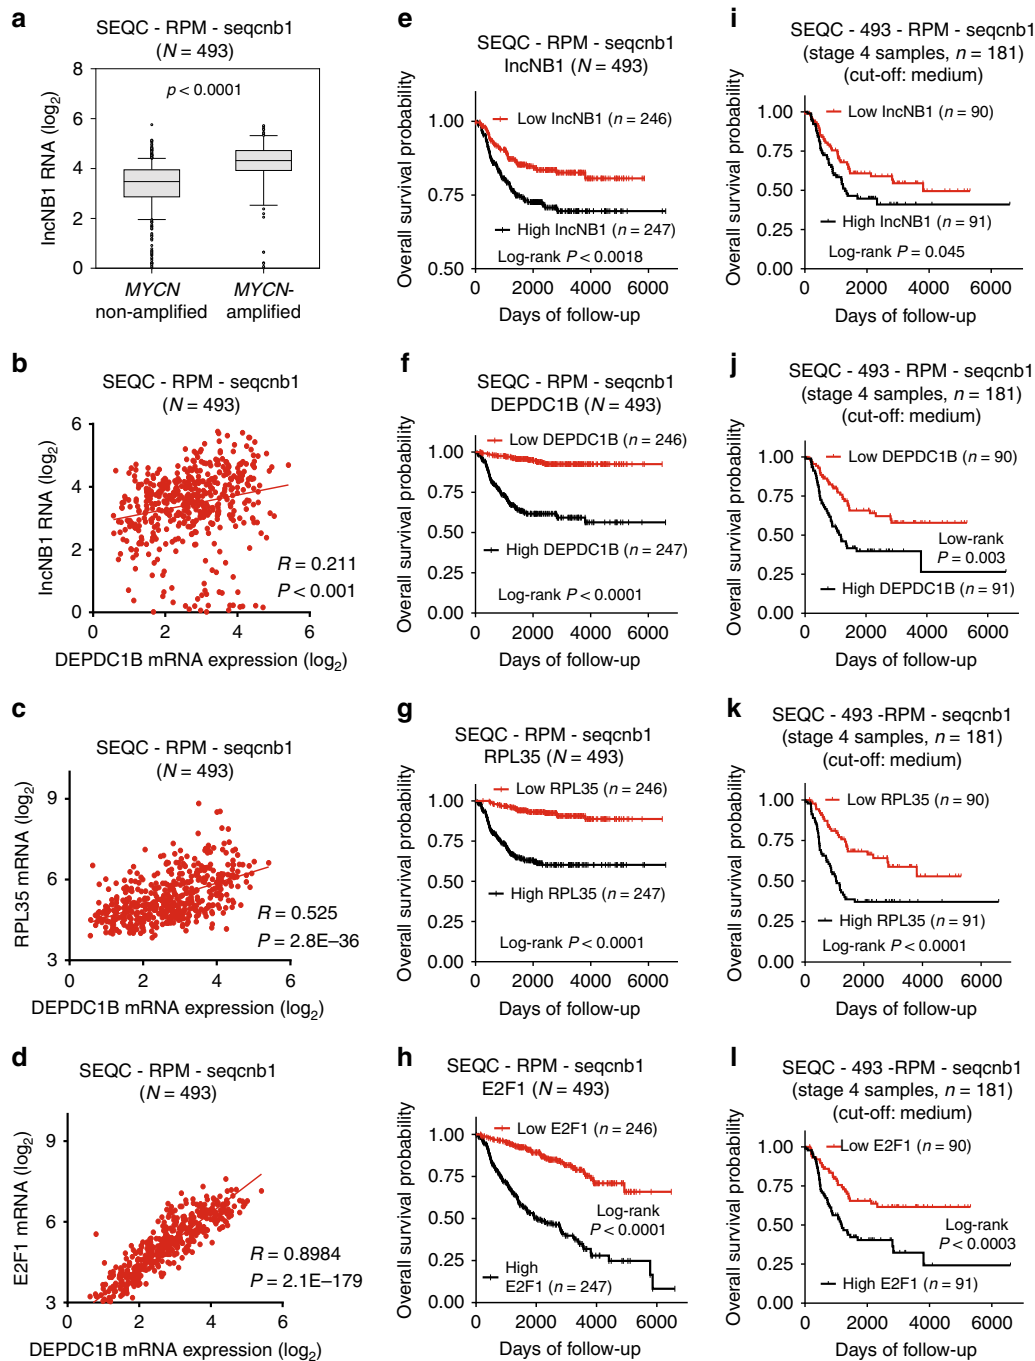 a
SEQC - RPM - seqcnb1
(N = 493)
lncNB1 RNA (log2)
8
6
4
2
0
p < 0.0001
MYCN
non-amplified
MYCN-
amplified
b
SEQC - RPM - seqcnb1
(N = 493)
lncNB1 RNA (log2)
6
4
2
0
R = 0.211
P < 0.001
0 2 4 6
DEPDC1B mRNA expression (log2)
c
SEQC - RPM - seqcnb1
(N = 493)
RPL35 mRNA (log2)
9
6
3
R = 0.525
P = 2.8E–36
0 2 4 6
DEPDC1B mRNA expression (log2)
d
SEQC - RPM - seqcnb1
(N = 493)
E2F1 mRNA (log2)
9
6
3
R = 0.8984
P = 2.1E–179
0 2 4 6
DEPDC1B mRNA expression (log2)
e
SEQC - RPM - seqcnb1
lncNB1 (N = 493)
Overall survival probability
1.00
0.75
0.50
Low lncNB1 (n = 246)
High lncNB1 (n = 247)
Log-rank P < 0.0018
0 2000 4000 6000
Days of follow-up
f
SEQC - RPM - seqcnb1
DEPDC1B (N = 493)
Overall survival probability
1.00
0.75
0.50
0.25
0.00
Low DEPDC1B (n = 246)
High DEPDC1B (n = 247)
Log-rank P < 0.0001
0 2000 4000 6000
Days of follow-up
g
SEQC - RPM - seqcnb1
RPL35 (N = 493)
Overall survival probability
1.00
0.75
0.50
0.25
0.00
Low RPL35 (n = 246)
High RPL35 (n = 247)
Log-rank P < 0.0001
0 2000 4000 6000
Days of follow-up
h
SEQC - RPM - seqcnb1
E2F1 (N = 493)
Overall survival probability
1.00
0.75
0.50
0.25
0.00
Low E2F1 (n = 246)
Log-rank
P < 0.0001
High
E2F1 (n = 247)
0 2000 4000 6000
Days of follow-up
i
SEQC - 493 - RPM - seqcnb1
(stage 4 samples, n = 181)
(cut-off: medium)
Overall survival probability
1.00
0.75
0.50
0.25
0.00
Low lncNB1 (n = 90)
High lncNB1 (n = 91)
Log-rank P = 0.045
0 2000 4000 6000
Days of follow-up
j
SEQC - 493 - RPM - seqcnb1
(stage 4 samples, n = 181)
(cut-off: medium)
Overall survival probability
1.00
0.75
0.50
0.25
0.00
Low DEPDC1B (n = 90)
Low-rank
P = 0.003
High DEPDC1B (n = 91)
0 2000 4000 6000
Days of follow-up
k
SEQC - 493 -RPM - seqcnb1
(stage 4 samples, n = 181)
(cut-off: medium)
Overall survival probability
1.00
0.75
0.50
0.25
0.00
Low RPL35 (n = 90)
High RPL35 (n = 91)
Log-rank P < 0.0001
0 2000 4000 6000
Days of follow-up
l
SEQC - 493 -RPM - seqcnb1
(stage 4 samples, n = 181)
(cut-off: medium)
Overall survival probability
1.00
0.75
0.50
0.25
0.00
Low E2F1 (n = 90)
Log-rank
P < 0.0003
High E2F1 (n = 91)
0 2000 4000 6000
Days of follow-up